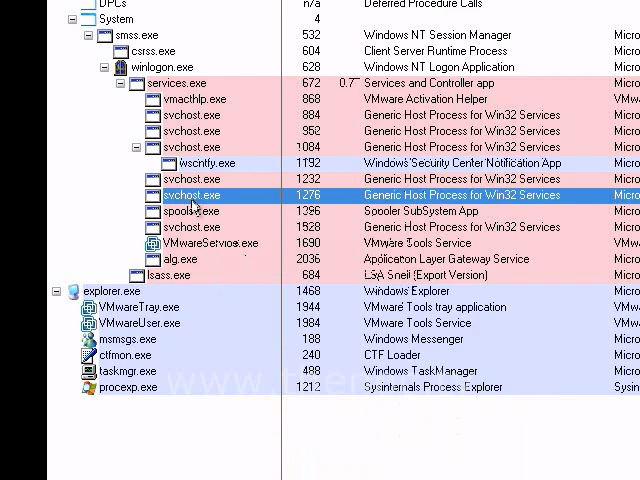 DPCs n/a Deferred Procedure Calls
System 4
smss.exe 532 Windows NT Session Manager Micro
csrss.exe 604 Client Server Runtime Process Micro
winlogon.exe 628 Windows NT Logon Application Micro
services.exe 672 0.7 Services and Controller app Micro
vmacthlp.exe 868 VMware Activation Helper VMwa
svchost.exe 884 Generic Host Process for Win32 Services Micro
svchost.exe 952 Generic Host Process for Win32 Services Micro
svchost.exe 1084 Generic Host Process for Win32 Services Micro
wscntfy.exe 1192 Windows Security Center Notification App Micro
svchost.exe 1232 Generic Host Process for Win32 Services Micro
svchost.exe 1276 Generic Host Process for Win32 Services Micro
spoolsv.exe 1396 Spooler SubSystem App Micro
svchost.exe 1528 Generic Host Process for Win32 Services Micro
VMwareService.exe 1690 VMware Tools Service VMwa
alg.exe 2036 Application Layer Gateway Service Micro
lsass.exe 684 LSA Shell (Export Version) Micro
explorer.exe 1468 Windows Explorer Micro
VMwareTray.exe 1944 VMware Tools tray application VMwa
VMwareUser.exe 1984 VMware Tools Service VMwa
msmsgs.exe 188 Windows Messenger Micro
ctfmon.exe 240 CTF Loader Micro
taskmgr.exe 488 Windows TaskManager Micro
procexp.exe 1212 Sysinternals Process Explorer Sysin